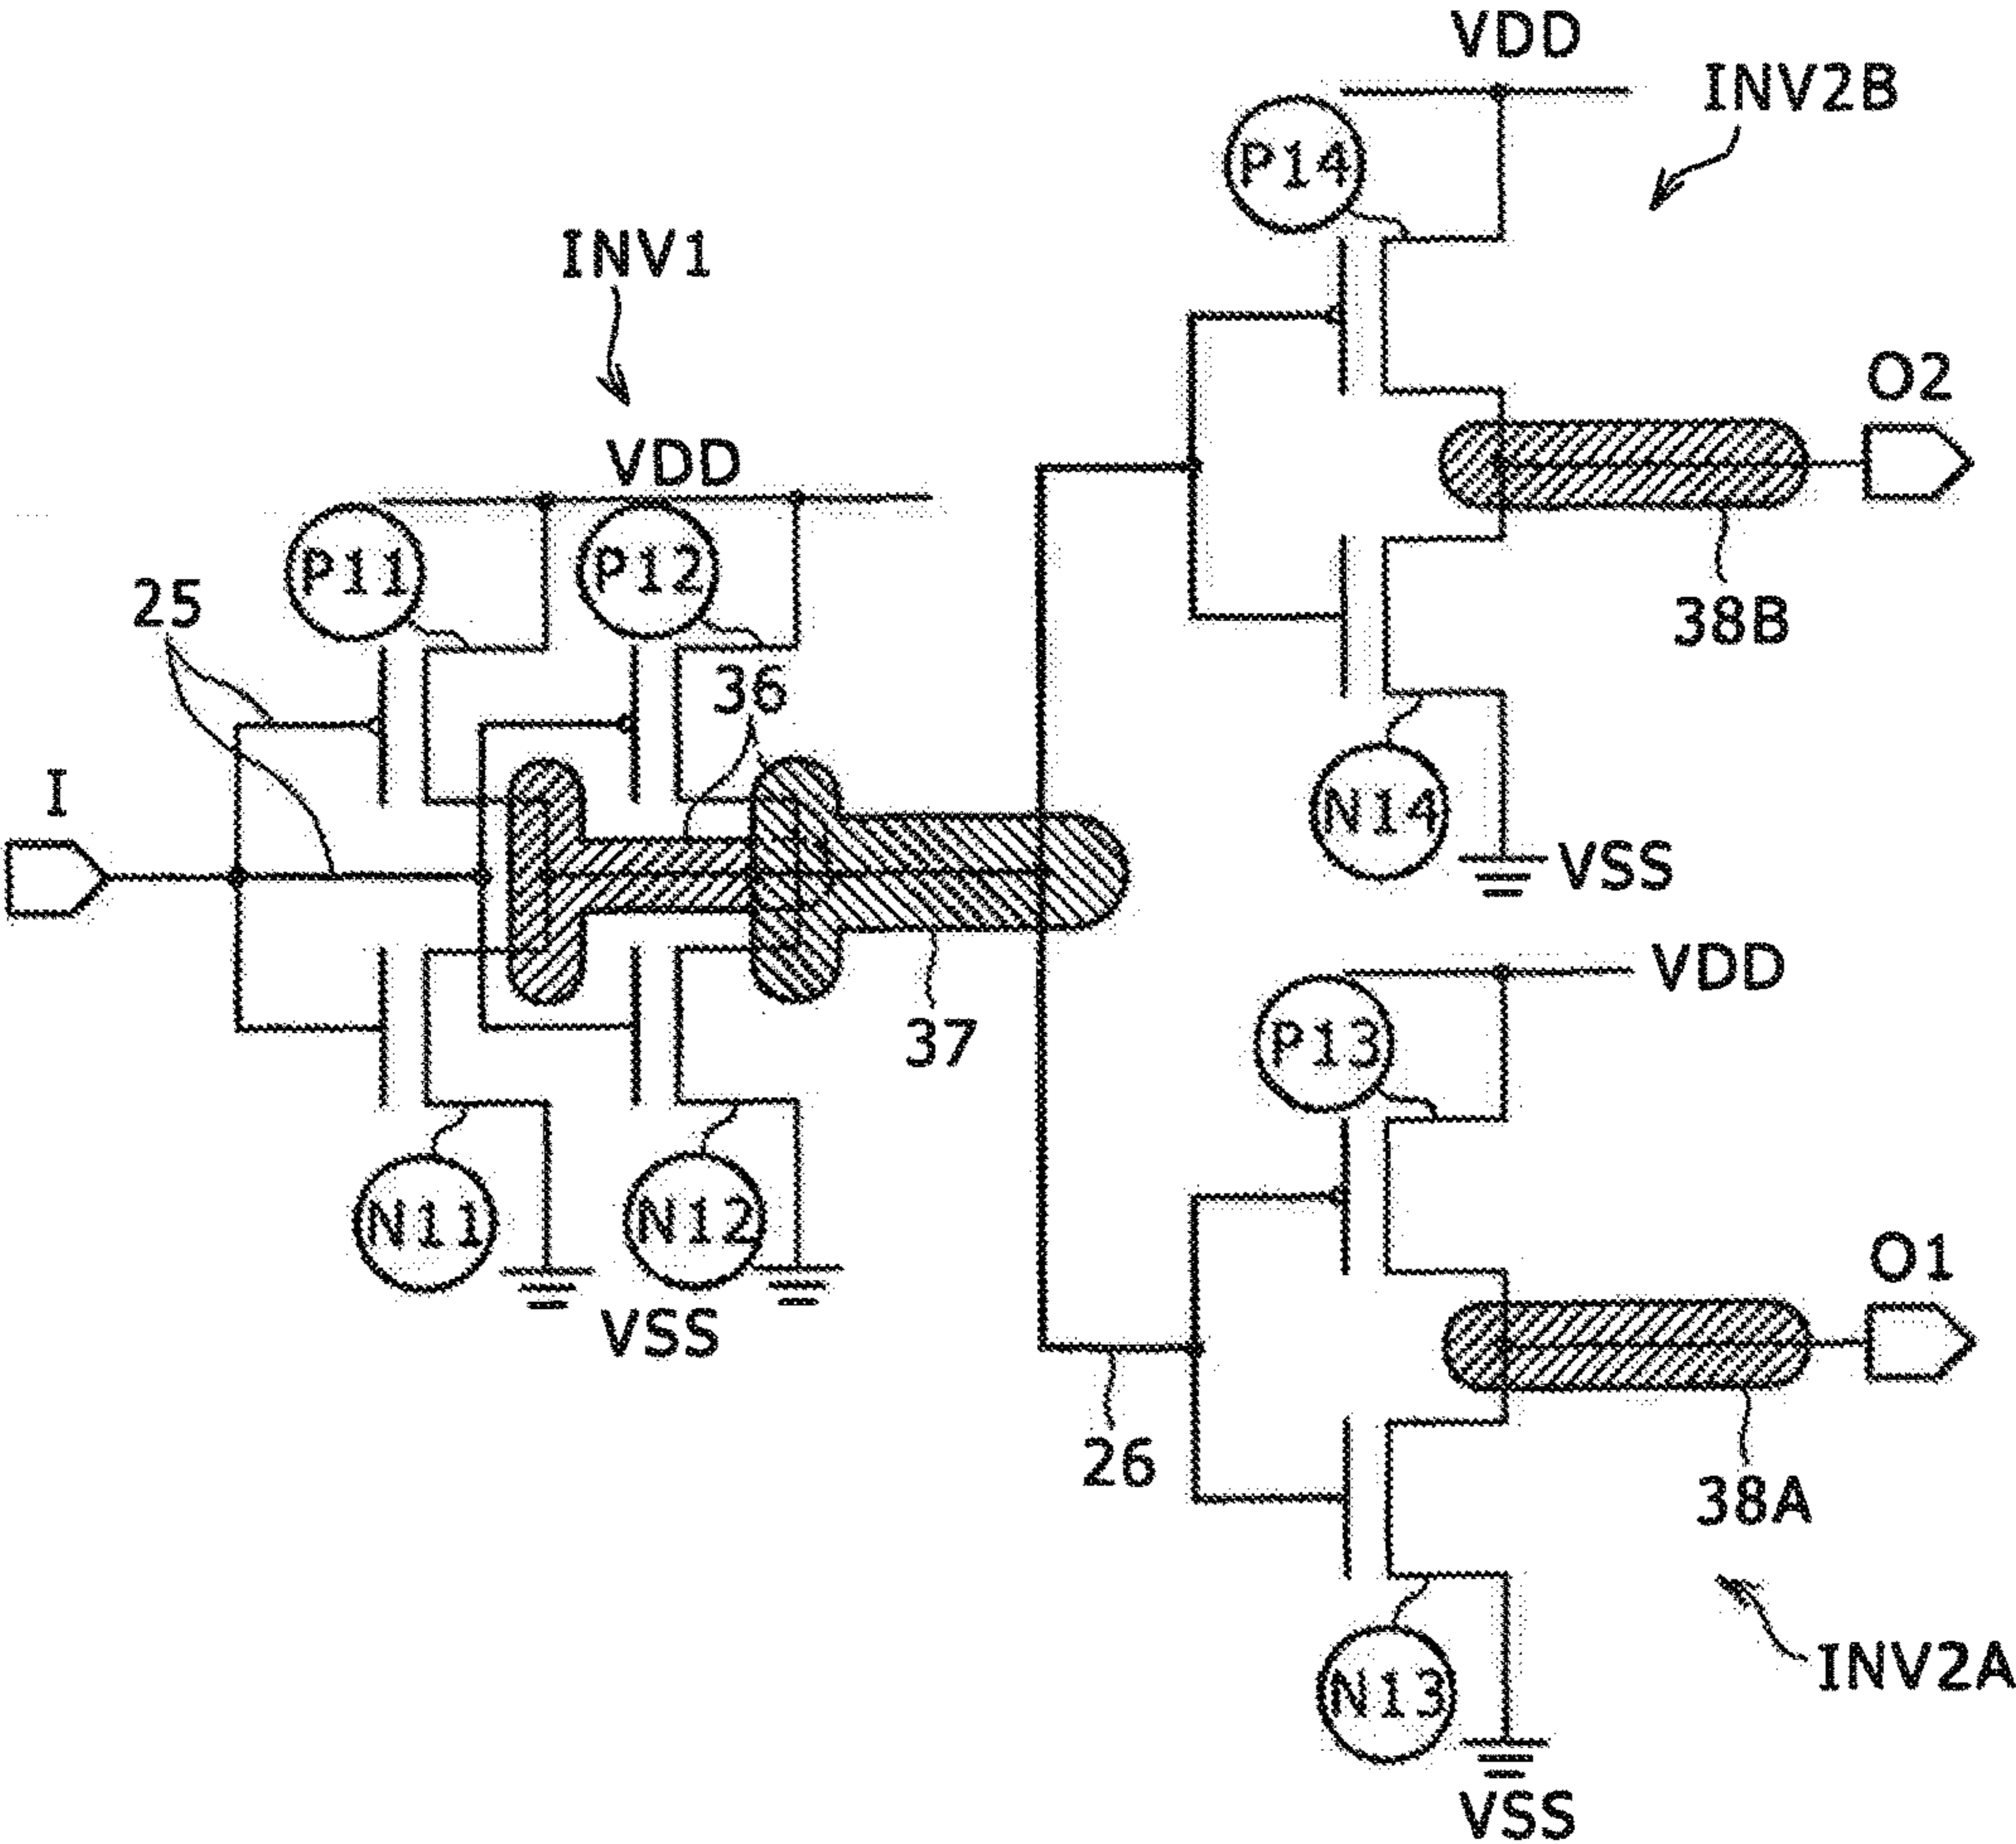 VDD
INV2B
P14
INV1
O2
VDD
P11
P12
25
38B
36
I
N14
VSS
VDD
37
P13
N11
N12
O1
VSS
26
38A
INV2A
N13
VSS